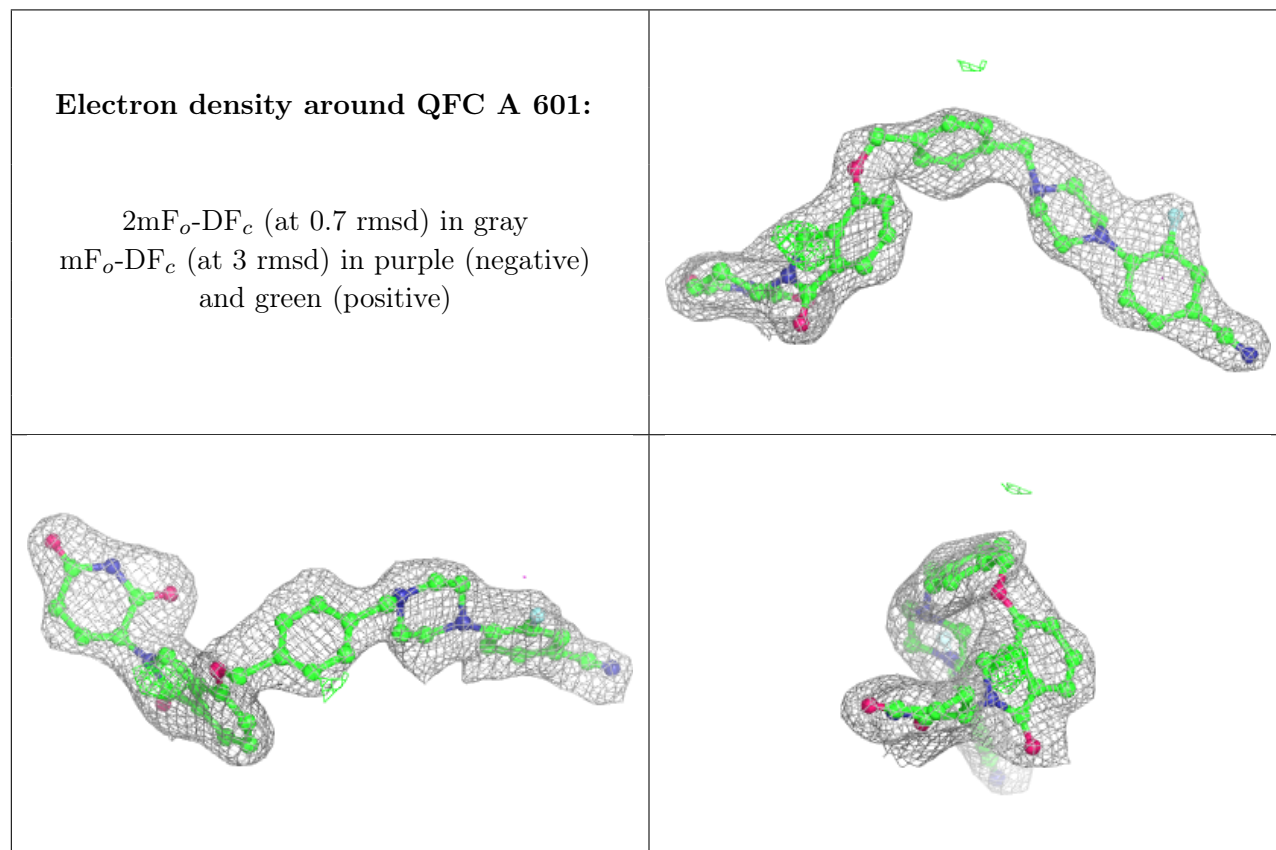 Electron density around QFC A 601:
2mFₒ-DF𝒸 (at 0.7 rmsd) in gray
mFₒ-DF𝒸 (at 3 rmsd) in purple (negative)
and green (positive)